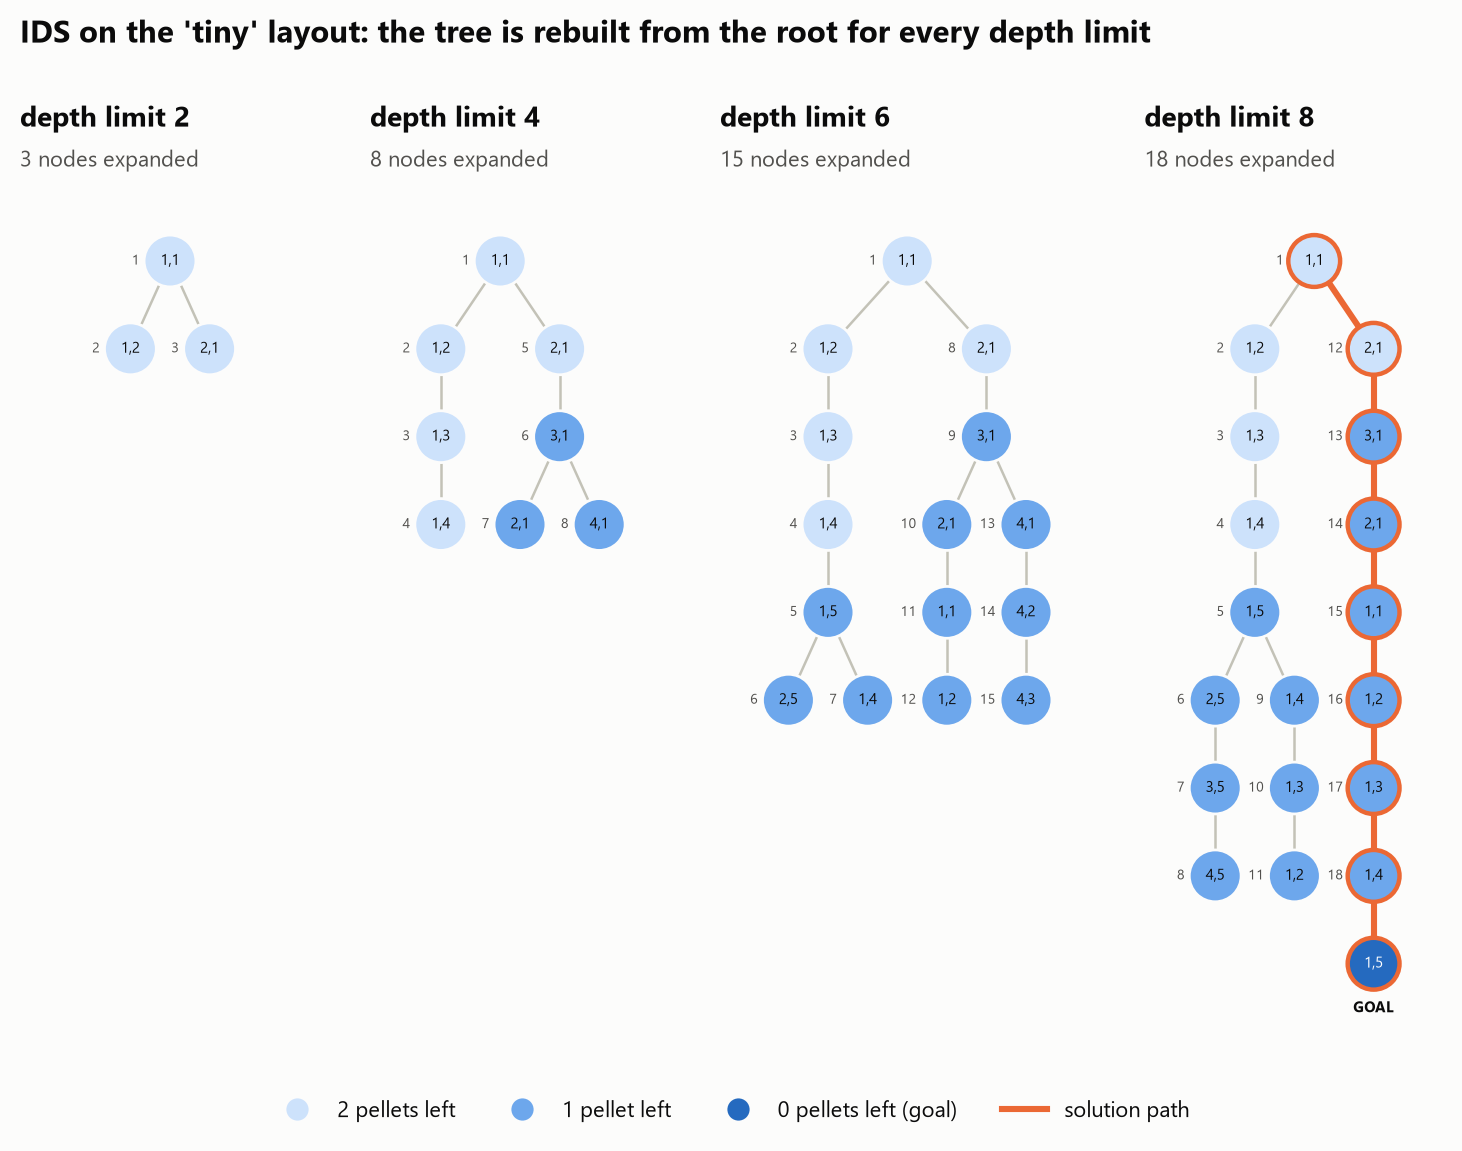 IDS on the 'tiny' layout: the tree is rebuilt from the root for every depth limit
depth limit 2
3 nodes expanded
1 1,1
2 1,2 3 2,1
depth limit 4
8 nodes expanded
1 1,1
2 1,2 5 2,1
3 1,3 6 3,1
4 1,4 7 2,1 8 4,1
depth limit 6
15 nodes expanded
1 1,1
2 1,2 8 2,1
3 1,3 9 3,1
4 1,4 10 2,1 13 4,1
5 1,5 11 1,1 14 4,2
6 2,5 7 1,4 12 1,2 15 4,3
depth limit 8
18 nodes expanded
1 1,1
2 1,2 12 2,1
3 1,3 13 3,1
4 1,4 14 2,1
5 1,5 15 1,1
6 2,5 9 1,4 16 1,2
7 3,5 10 1,3 17 1,3
8 4,5 11 1,2 18 1,4
1,5
GOAL
2 pellets left 1 pellet left 0 pellets left (goal) solution path